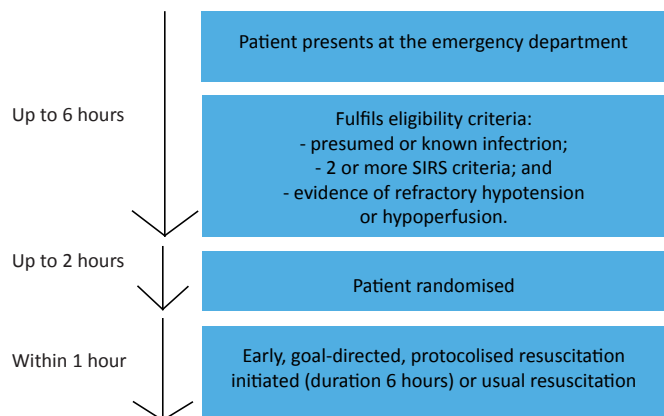 Patient presents at the emergency department
Up to 6 hours
Fulfils eligibility criteria:
- presumed or known infectrion;
- 2 or more SIRS criteria; and
- evidence of refractory hypotension
or hypoperfusion.
Up to 2 hours
Patient randomised
Within 1 hour
Early, goal-directed, protocolised resuscitation
initiated (duration 6 hours) or usual resuscitation